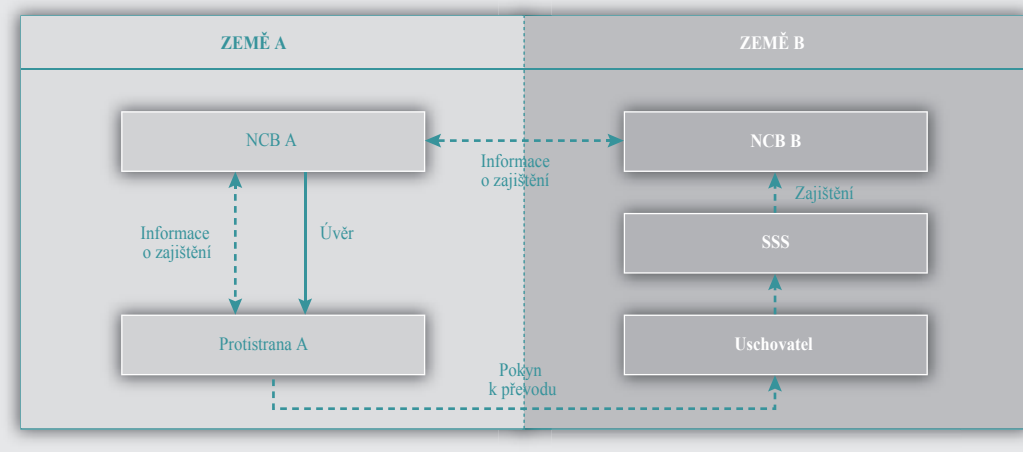 ZEMĚ A
ZEMĚ B
NCB A
NCB B
Informace
o zajištění
Zajištění
SSS
Informace
o zajištění
Úvěr
Protistrana A
Uschovatel
Pokyn
k převodu